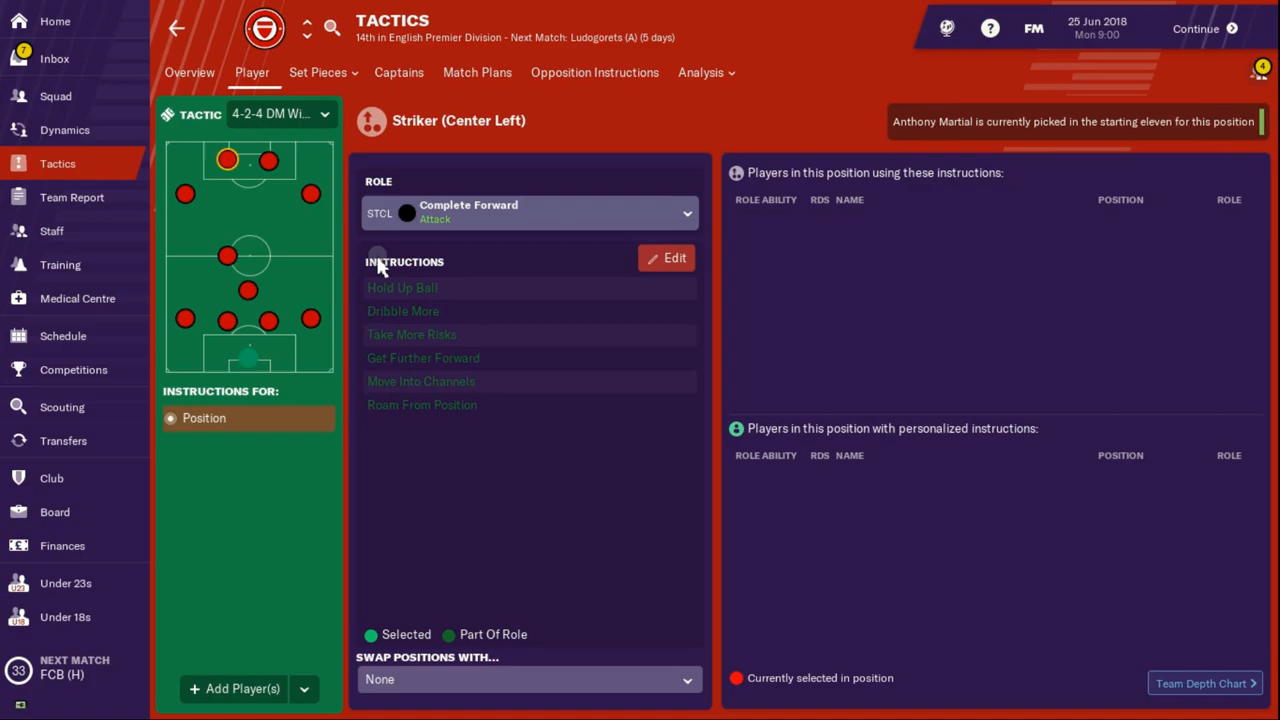 Home
7
Inbox
Squad
Dynamics
Tactics
Team Report
Staff
Training
Medical Centre
Schedule
Competitions
Scouting
Transfers
Club
Board
Finances
U23
Under 23s
U18
Under 18s
33
NEXT MATCH
FCB (H)
TACTICS
14th in English Premier Division - Next Match: Ludogorets (A) (5 days)
?
FM
25 Jun 2018
Mon 9:00
Continue
Overview
Player
Set Pieces
Captains
Match Plans
Opposition Instructions
Analysis
4
TACTIC
4-2-4 DM Wi...
INSTRUCTIONS FOR:
Position
+ Add Player(s)
Striker (Center Left)
Anthony Martial is currently picked in the starting eleven for this position
ROLE
STCL
Complete Forward
Attack
INSTRUCTIONS
Edit
Hold Up Ball
Dribble More
Take More Risks
Get Further Forward
Move Into Channels
Roam From Position
Selected
Part Of Role
SWAP POSITIONS WITH...
None
Players in this position using these instructions:
ROLE ABILITY RDS NAME POSITION ROLE
Players in this position with personalized instructions:
ROLE ABILITY RDS NAME POSITION ROLE
Currently selected in position
Team Depth Chart